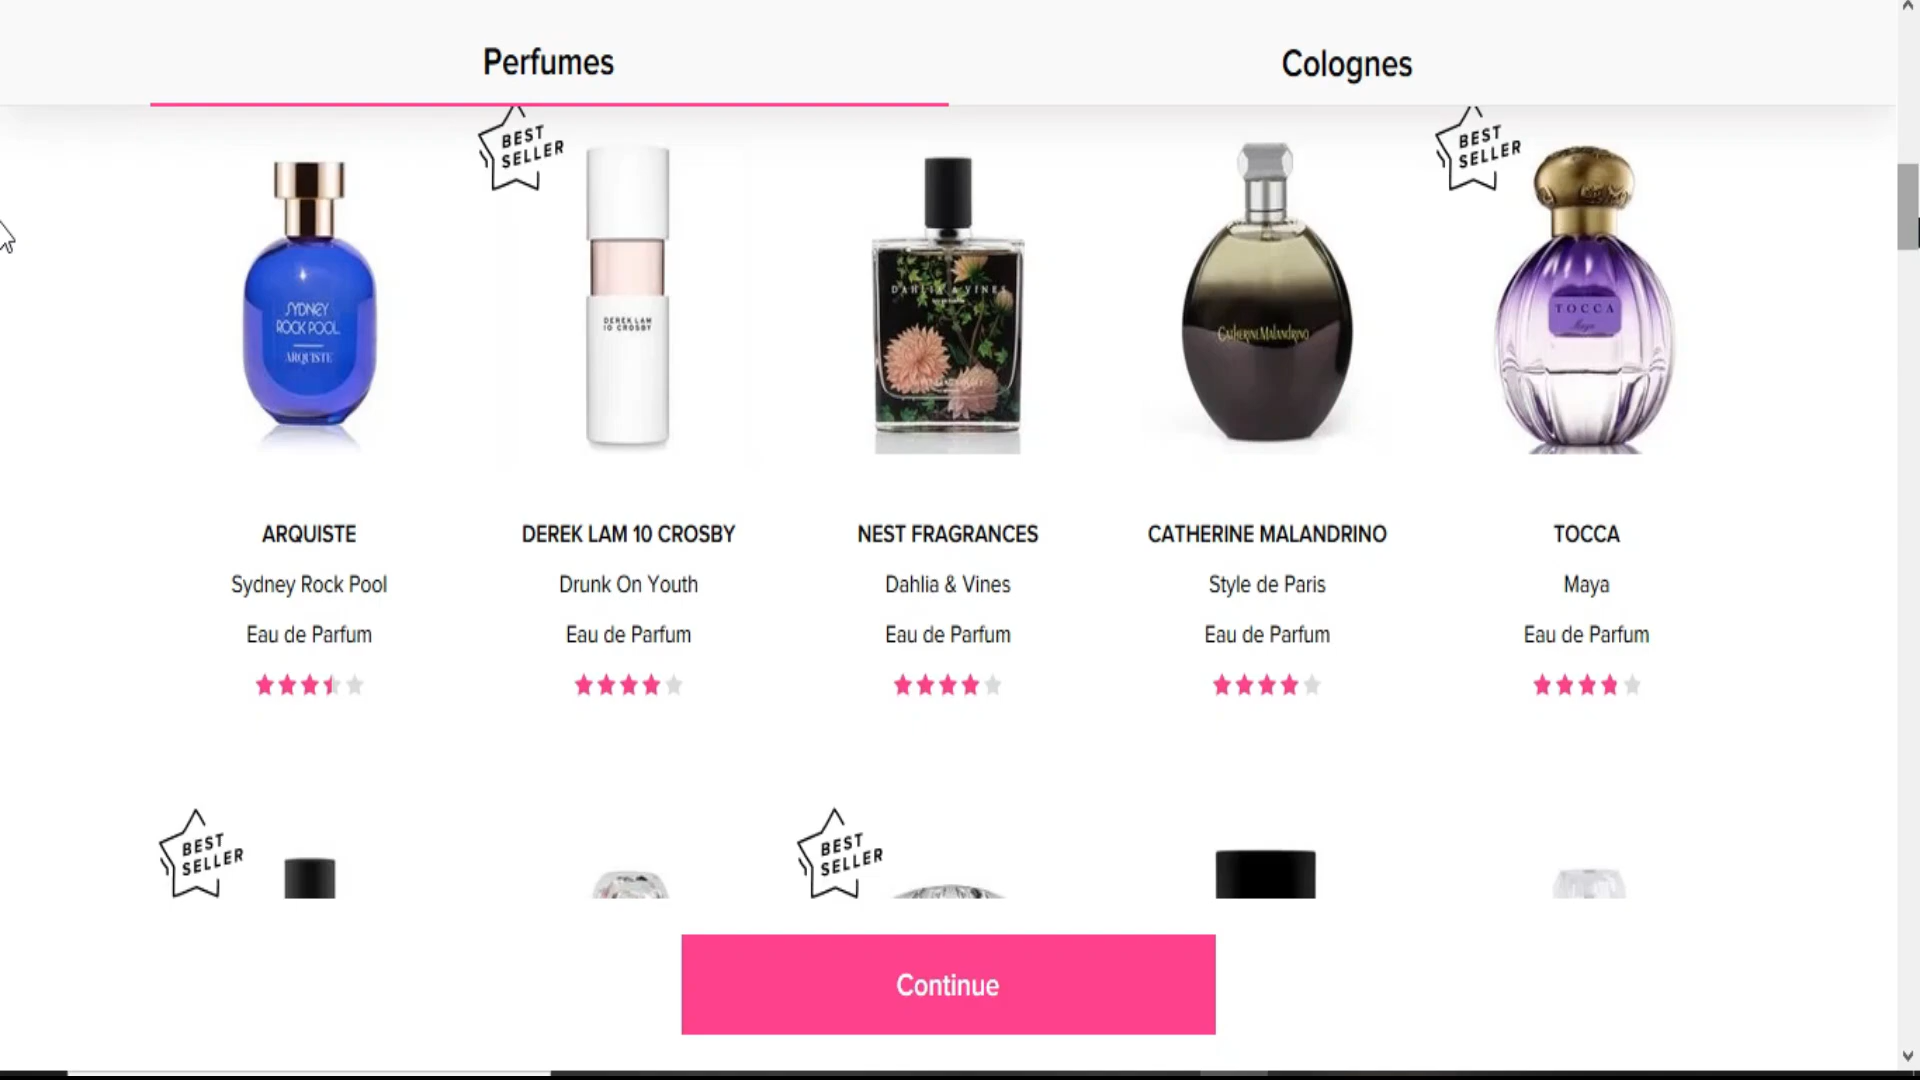 Perfumes
Colognes
BEST
SELLER
BEST
SELLER
SYDNEY
ROCK POOL
ARQUISTE
DEREK LAM
10 CROSBY
DAHLIA & VINES
CATHERINE MALANDRINO
TOCCA
Maya
ARQUISTE
DEREK LAM 10 CROSBY
NEST FRAGRANCES
CATHERINE MALANDRINO
TOCCA
Sydney Rock Pool
Drunk On Youth
Dahlia & Vines
Style de Paris
Maya
Eau de Parfum
Eau de Parfum
Eau de Parfum
Eau de Parfum
Eau de Parfum
BEST
SELLER
BEST
SELLER
Continue